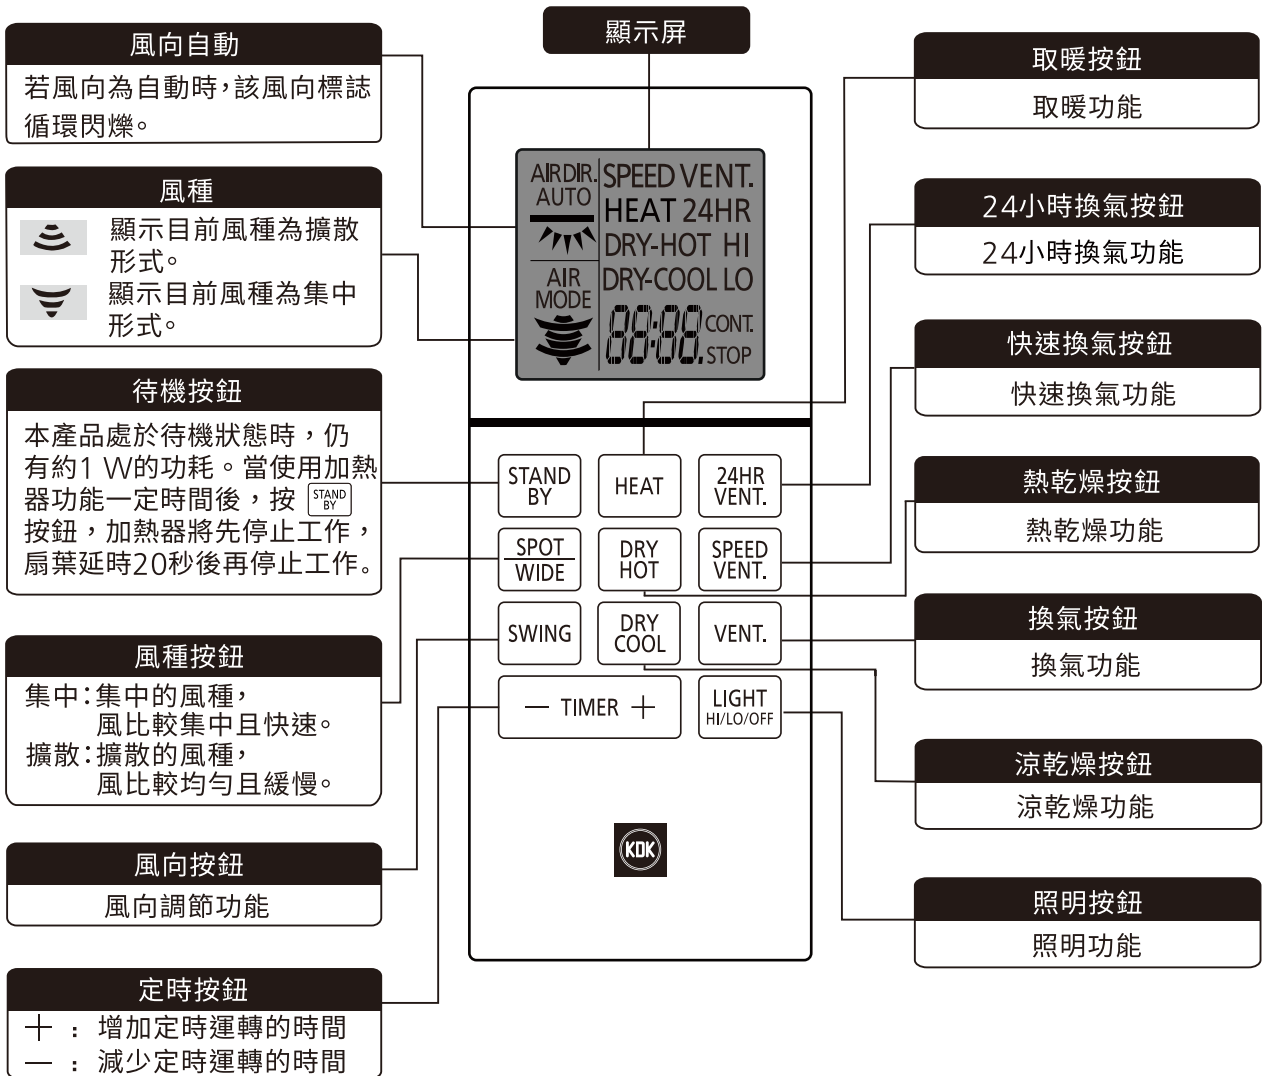 顯示屏
風向自動
若風向為自動時，該風向標誌
循環閃爍。
風種
顯示目前風種為擴散
形式。
顯示目前風種為集中
形式。
待機按鈕
本產品處於待機狀態時，仍
有約1 W的功耗。當使用加熱
器功能一定時間後，按 STAND BY
按鈕，加熱器將先停止工作，
扇葉延時20秒後再停止工作。
風種按鈕
集中：集中的風種，
風比較集中且快速。
擴散：擴散的風種，
風比較均勻且緩慢。
風向按鈕
風向調節功能
定時按鈕
＋ ： 增加定時運轉的時間
— ： 減少定時運轉的時間
AIR DIR.
AUTO
AIR
MODE
SPEED VENT.
HEAT 24HR
DRY-HOT HI
DRY-COOL LO
88:88. CONT.
STOP
STAND
BY
HEAT
24HR
VENT.
SPOT
WIDE
DRY
HOT
SPEED
VENT.
SWING
DRY
COOL
VENT.
— TIMER ＋
LIGHT
HI/LO/OFF
KDK
取暖按鈕
取暖功能
24小時換氣按鈕
24小時換氣功能
快速換氣按鈕
快速換氣功能
熱乾燥按鈕
熱乾燥功能
換氣按鈕
換氣功能
涼乾燥按鈕
涼乾燥功能
照明按鈕
照明功能